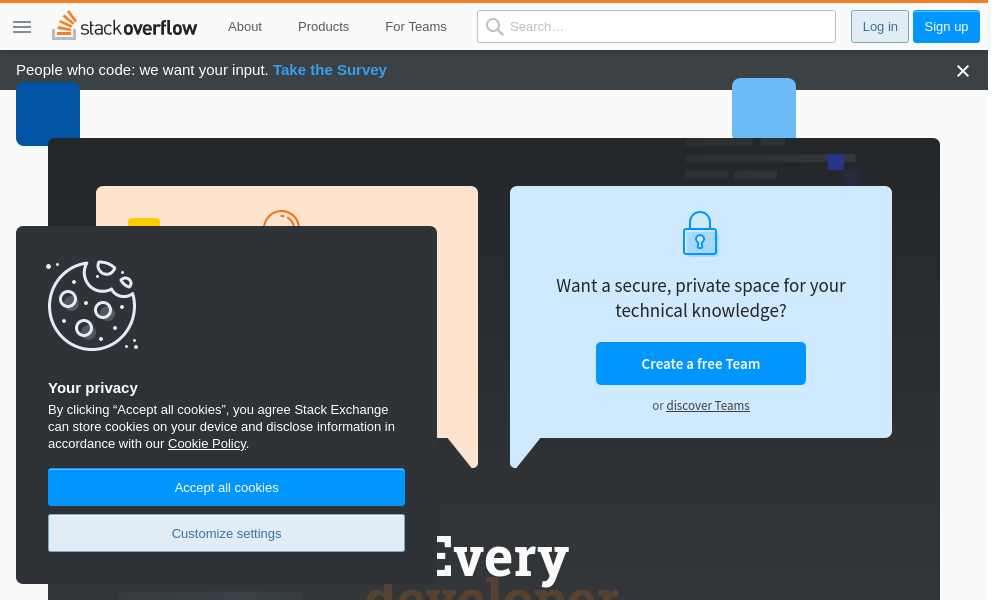 stackoverflow
About
Products
For Teams
Search…
Log in
Sign up
People who code: we want your input. Take the Survey
Want a secure, private space for your
technical knowledge?
Create a free Team
or discover Teams
Your privacy
By clicking “Accept all cookies”, you agree Stack Exchange
can store cookies on your device and disclose information in
accordance with our Cookie Policy.
Accept all cookies
Customize settings
Every
developer